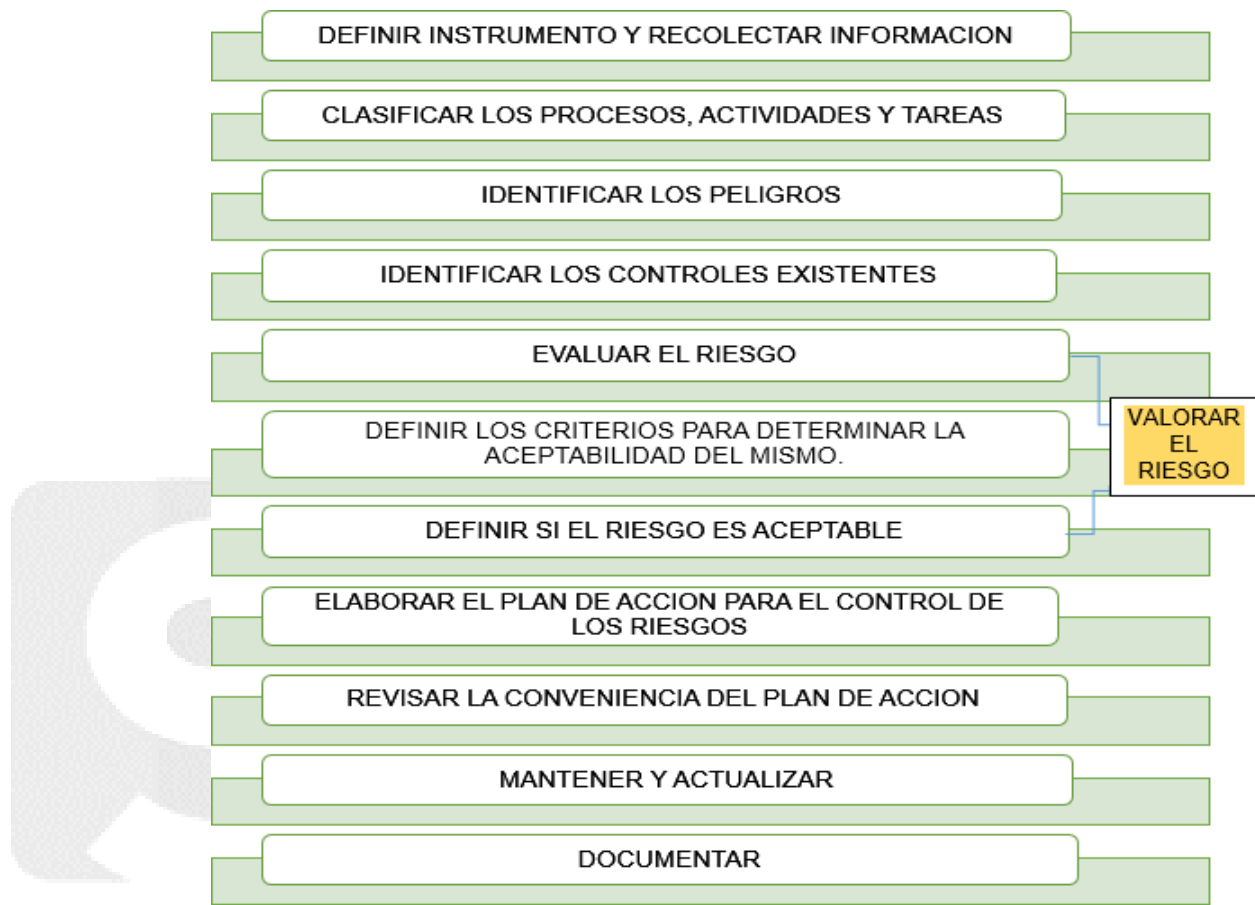 DEFINIR INSTRUMENTO Y RECOLECTAR INFORMACION
CLASIFICAR LOS PROCESOS, ACTIVIDADES Y TAREAS
IDENTIFICAR LOS PELIGROS
IDENTIFICAR LOS CONTROLES EXISTENTES
EVALUAR EL RIESGO
DEFINIR LOS CRITERIOS PARA DETERMINAR LA
ACEPTABILIDAD DEL MISMO.
DEFINIR SI EL RIESGO ES ACEPTABLE
VALORAR
EL
RIESGO
ELABORAR EL PLAN DE ACCION PARA EL CONTROL DE
LOS RIESGOS
REVISAR LA CONVENIENCIA DEL PLAN DE ACCION
MANTENER Y ACTUALIZAR
DOCUMENTAR